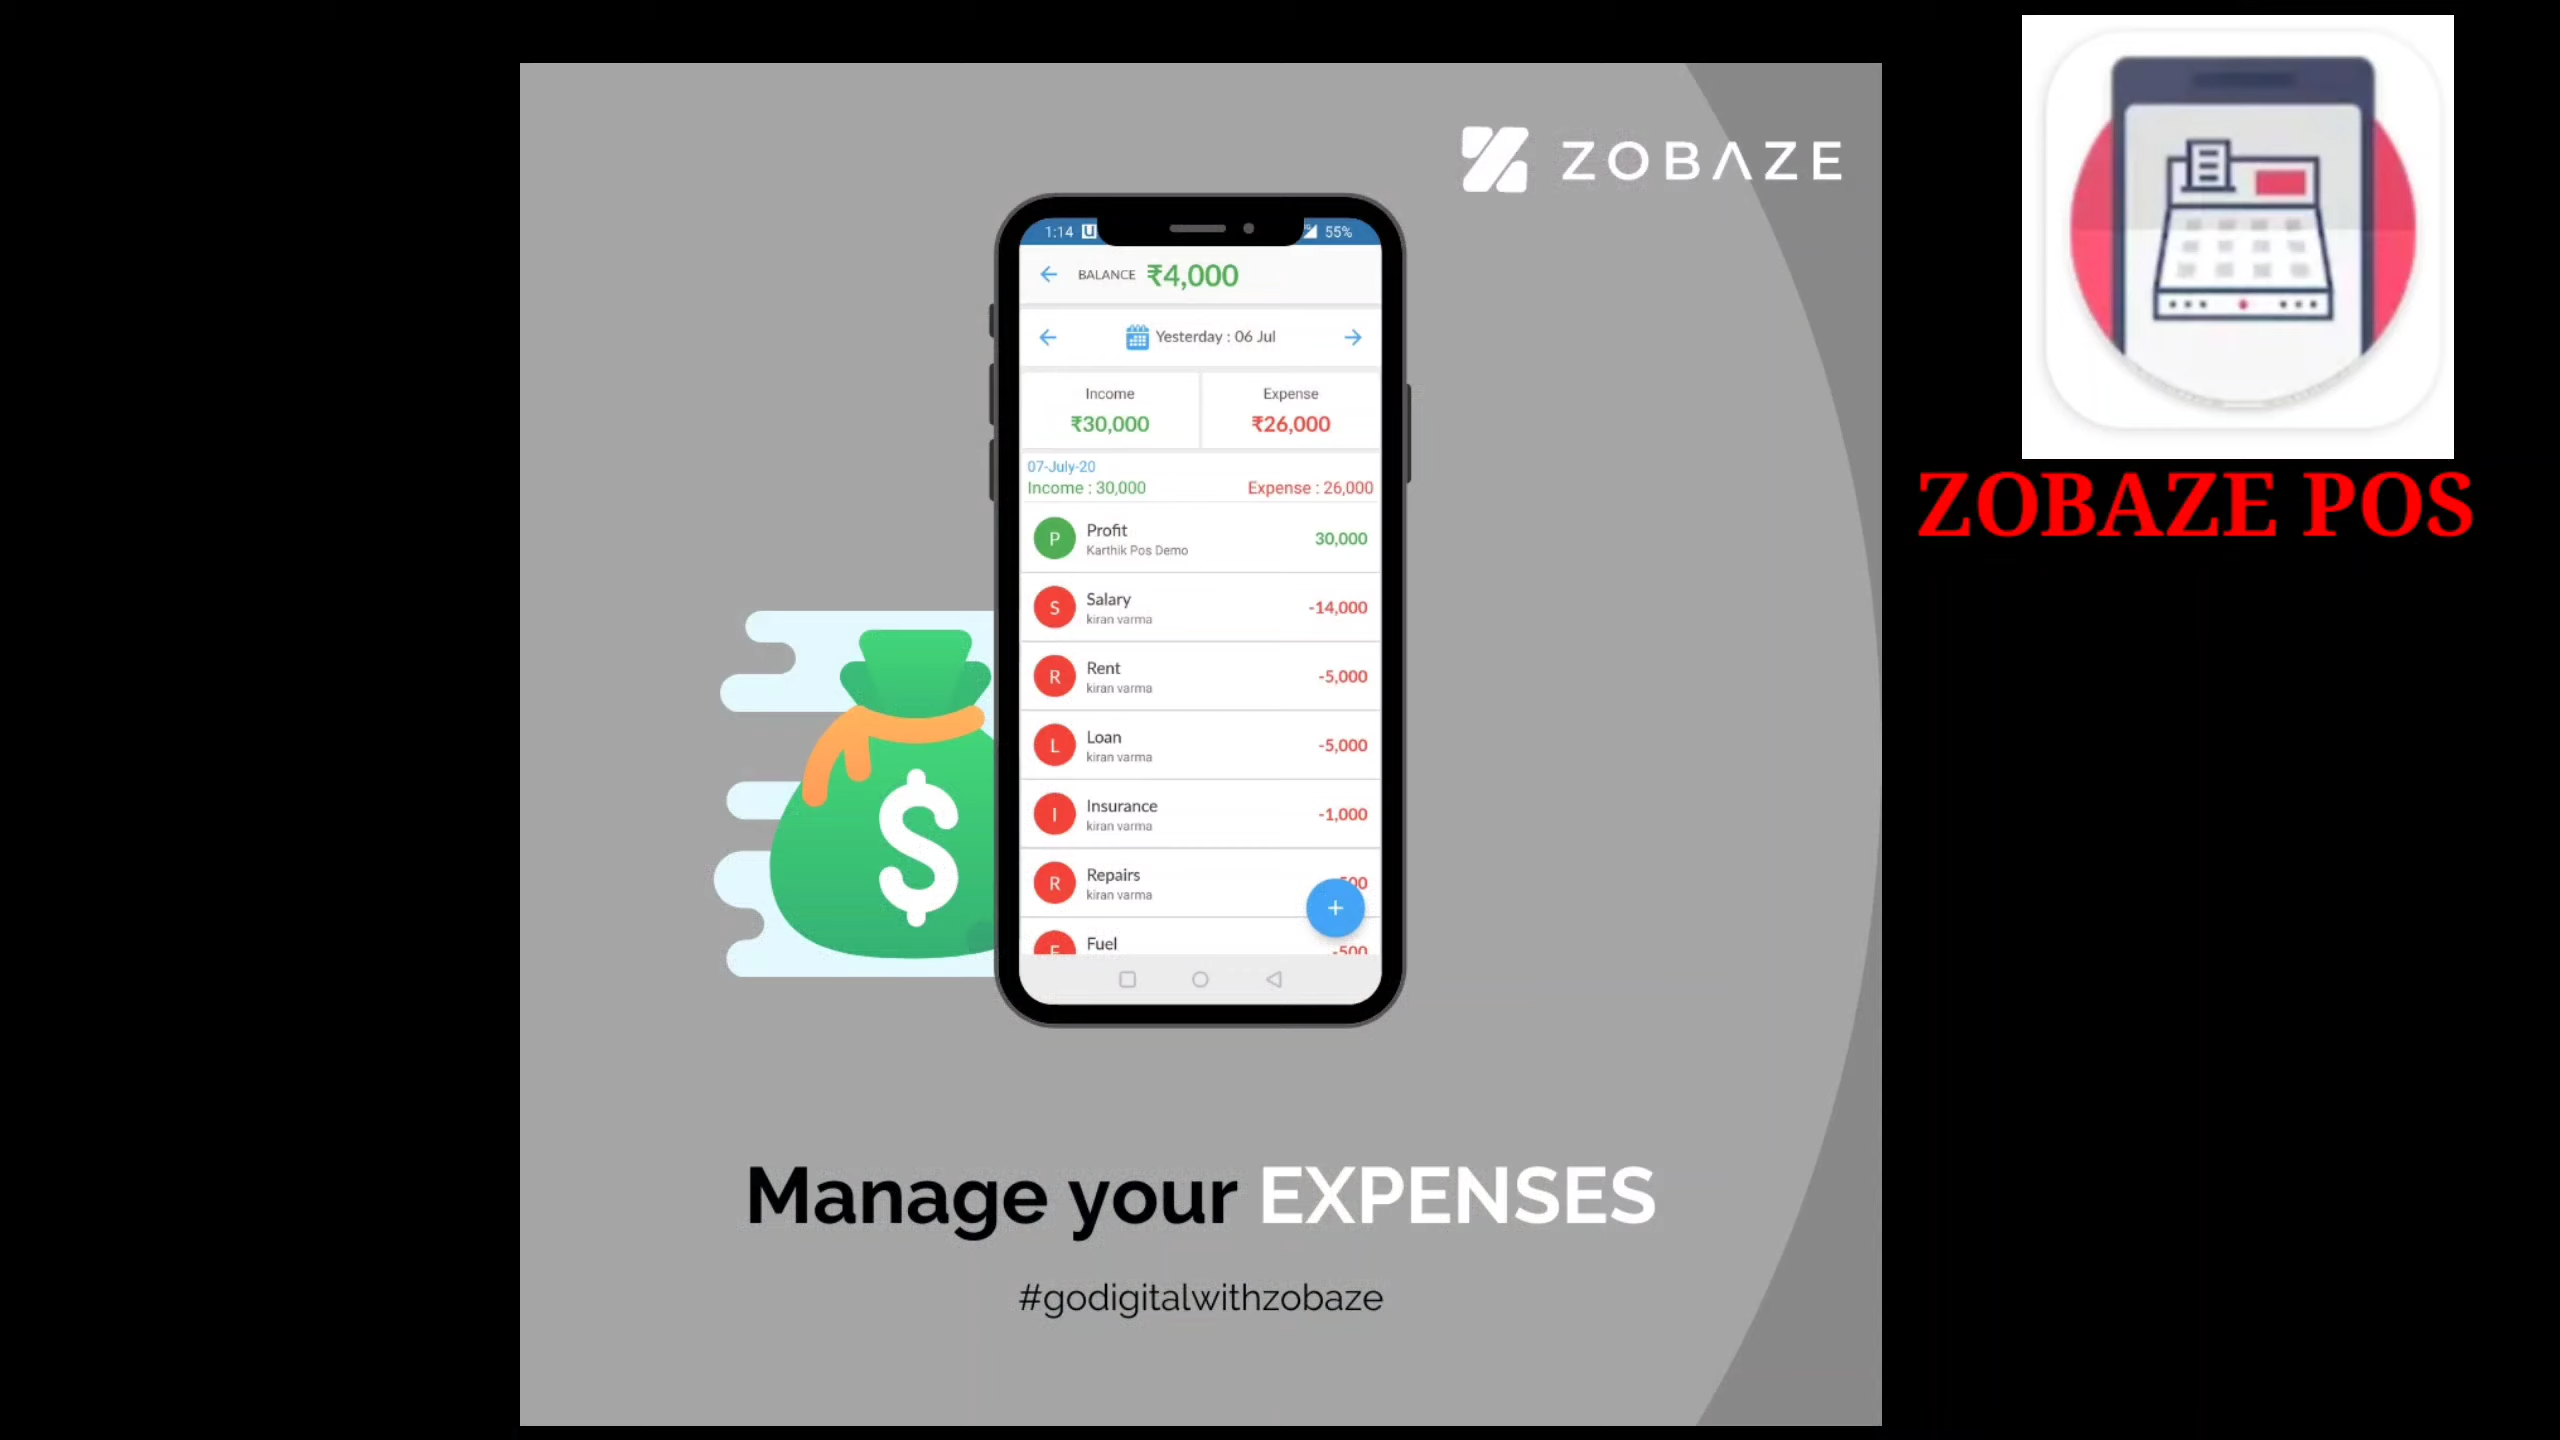 ZOBAZE
1:14 55%
BALANCE ₹4,000
Yesterday : 06 Jul
Income Expense
₹30,000 ₹26,000
07-July-20
Income : 30,000 Expense : 26,000
P Profit 30,000
Karthik Pos Demo
S Salary -14,000
kiran varma
R Rent -5,000
kiran varma
L Loan -5,000
kiran varma
I Insurance -1,000
kiran varma
R Repairs
kiran varma
Fuel -500
$
Manage your EXPENSES
#godigitalwithzobaze
ZOBAZE POS